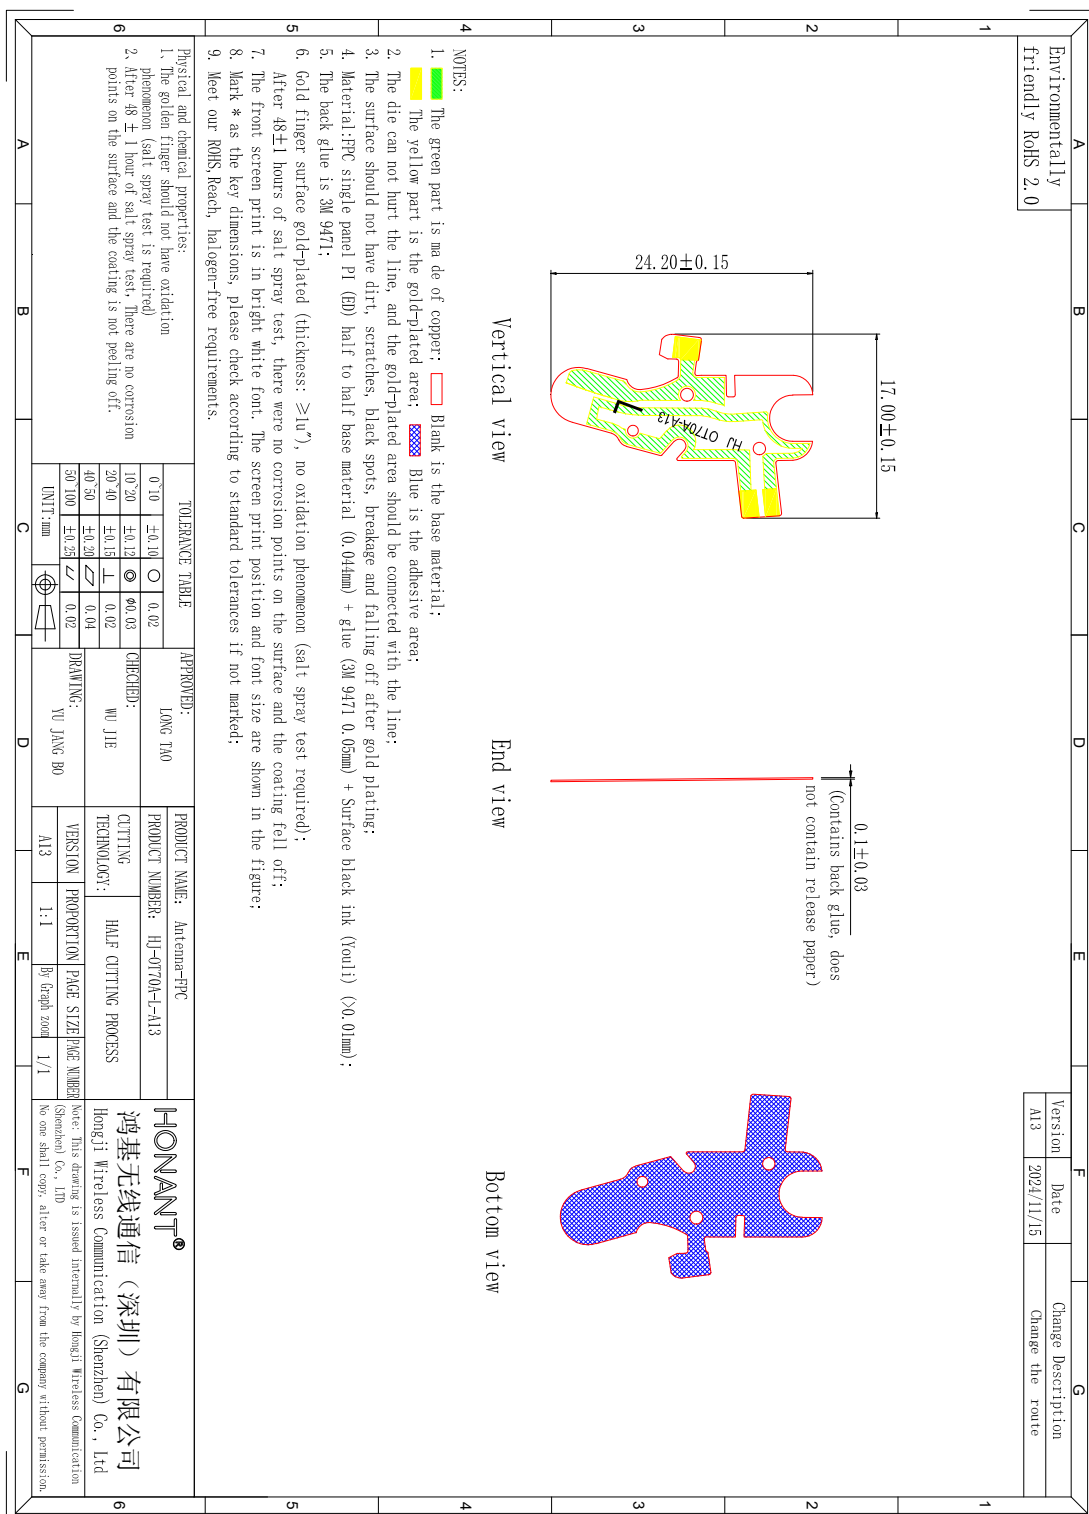 A
B
C
D
E
F
G
1
2
3
4
5
6
Environmentally
friendly RoHS 2.0
Version
Date
Change Description
A13
2024/11/15
Change the route
17.00±0.15
24.20±0.15
HJ OT70A-A13
L
0.1±0.03
(Contains back glue, does
not contain release paper)
Vertical view
End view
Bottom view
NOTES:
1. The green part is ma de of copper; Blank is the base material;
The yellow part is the gold-plated area; Blue is the adhesive area;
2. The die can not hurt the line, and the gold-plated area should be connected with the line;
3. The surface should not have dirt, scratches, black spots, breakage and falling off after gold plating;
4. Material:FPC single panel PI (ED) half to half base material (0.044mm) + glue (3M 9471 0.05mm) + Surface black ink (Youli) (>0.01mm);
5. The back glue is 3M 9471;
6. Gold finger surface gold-plated (thickness: ≥1u″), no oxidation phenomenon (salt spray test required);
After 48±1 hours of salt spray test, there were no corrosion points on the surface and the coating fell off;
7. The front screen print is in bright white font. The screen print position and font size are shown in the figure;
8. Mark * as the key dimensions, please check according to standard tolerances if not marked;
9. Meet our ROHS, Reach, halogen-free requirements.
Physical and chemical properties:
1、The golden finger should not have oxidation
phenomenon (salt spray test is required)
2、After 48 ± 1 hour of salt spray test, There are no corrosion
points on the surface and the coating is not peeling off.
TOLERANCE TABLE
0~10 ±0.10 ○ 0.02
10~20 ±0.12 ◎ Φ0.03
20~40 ±0.15 ⊥ 0.02
40~50 ±0.20 ▱ 0.04
50~100 ±0.25 ∥ 0.02
UNIT:mm
APPROVED:
LONG TAO
CHECHED:
WU JIE
DRAWING:
YU JANG BO
PRODUCT NAME: Antenna-FPC
PRODUCT NUMBER: HJ-OT70A-L-A13
CUTTING
TECHNOLOGY:
HALF CUTTING PROCESS
VERSION
PROPORTION
PAGE SIZE
PAGE NUMBER
A13
1:1
By Graph zoom
1/1
HONANT®
鸿基无线通信（深圳）有限公司
Hongji Wireless Communication (Shenzhen) Co., Ltd
Note: This drawing is issued internally by Hongji Wireless Communication
(Shenzhen) Co., LTD
No one shall copy, alter or take away from the company without permission.
A
B
C
D
E
F
G
1
2
3
4
5
6